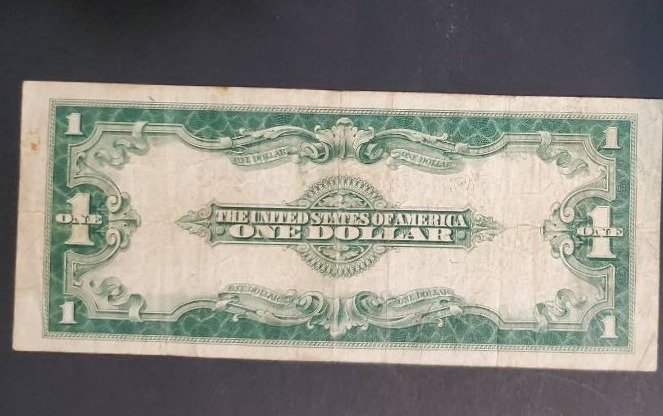 1 1
ONE DOLLAR ONE DOLLAR
ONE 1 THE UNITED STATES OF AMERICA 1 ONE
ONE DOLLAR
ONE DOLLAR ONE DOLLAR
1 1